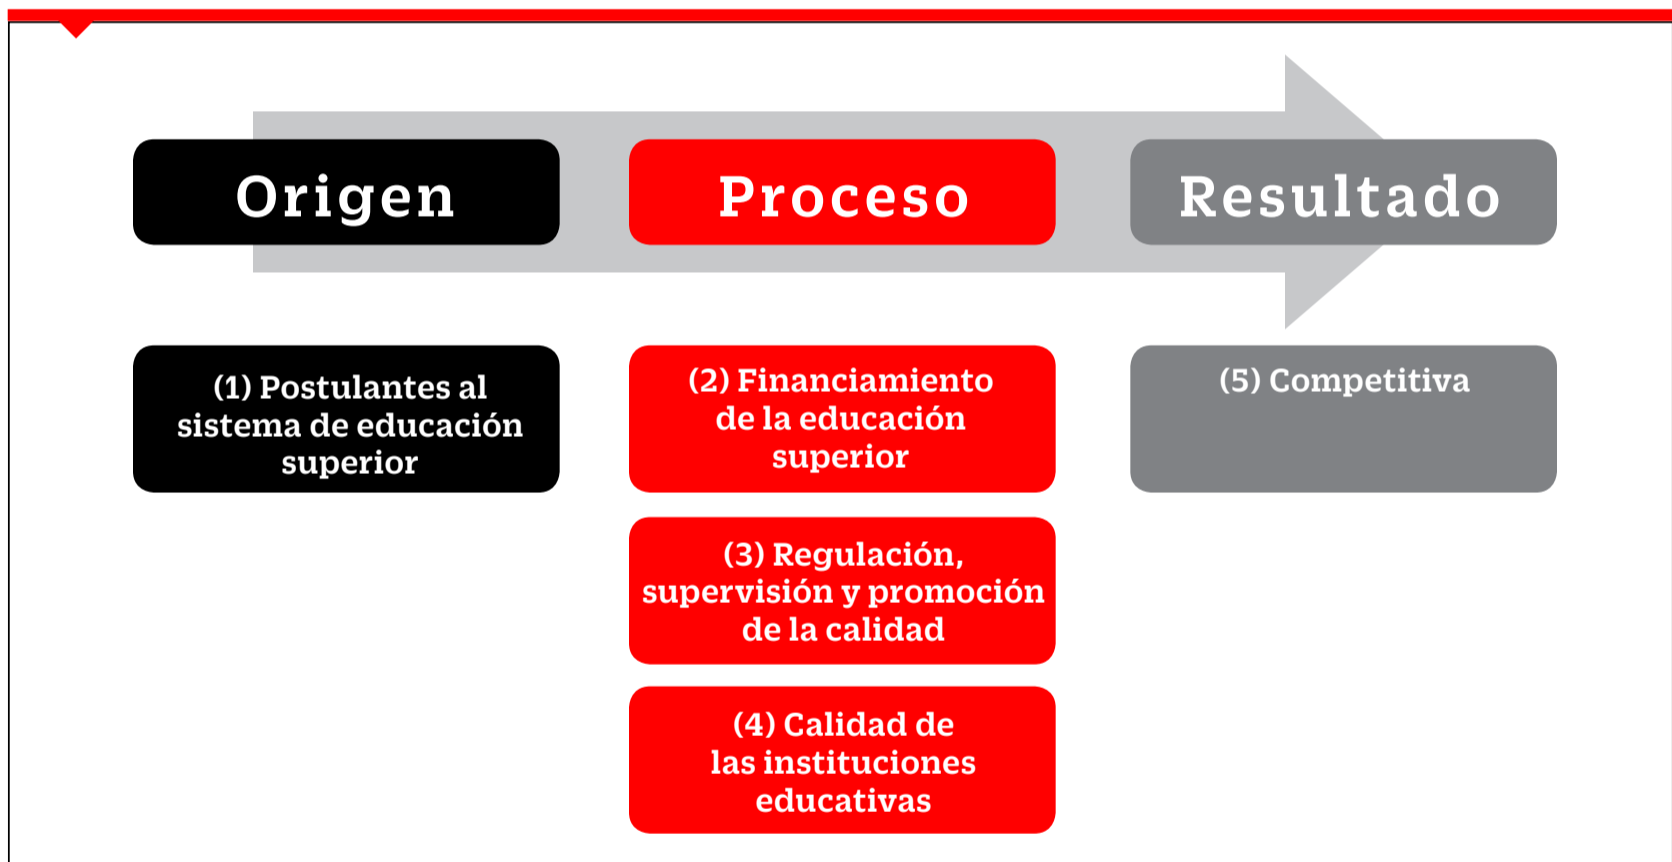 Origen
Proceso
Resultado
(1) Postulantes al
sistema de educación
superior
(2) Financiamiento
de la educación
superior
(3) Regulación,
supervisión y promoción
de la calidad
(4) Calidad de
las instituciones
educativas
(5) Competitiva